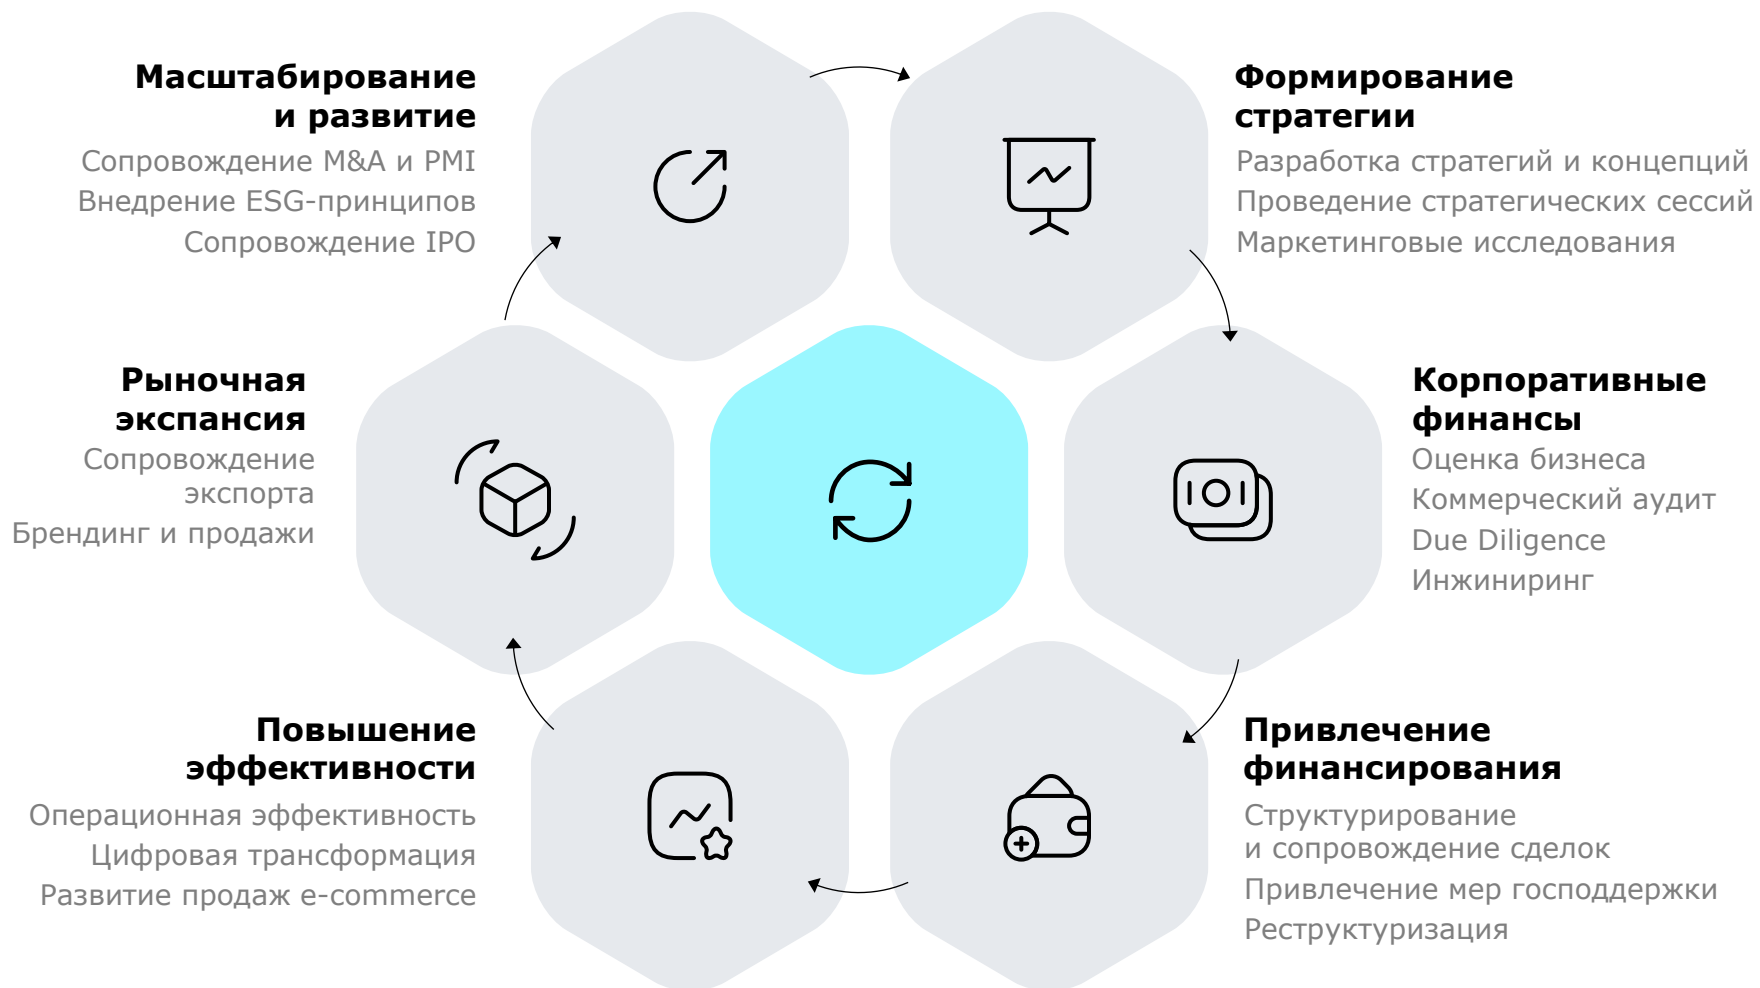 Масштабирование
и развитие
Сопровождение M&A и PMI
Внедрение ESG-принципов
Сопровождение IPO
Формирование
стратегии
Разработка стратегий и концепций
Проведение стратегических сессий
Маркетинговые исследования
Рыночная
экспансия
Сопровождение
экспорта
Брендинг и продажи
Корпоративные
финансы
Оценка бизнеса
Коммерческий аудит
Due Diligence
Инжиниринг
Повышение
эффективности
Операционная эффективность
Цифровая трансформация
Развитие продаж e-commerce
Привлечение
финансирования
Структурирование
и сопровождение сделок
Привлечение мер господдержки
Реструктуризация